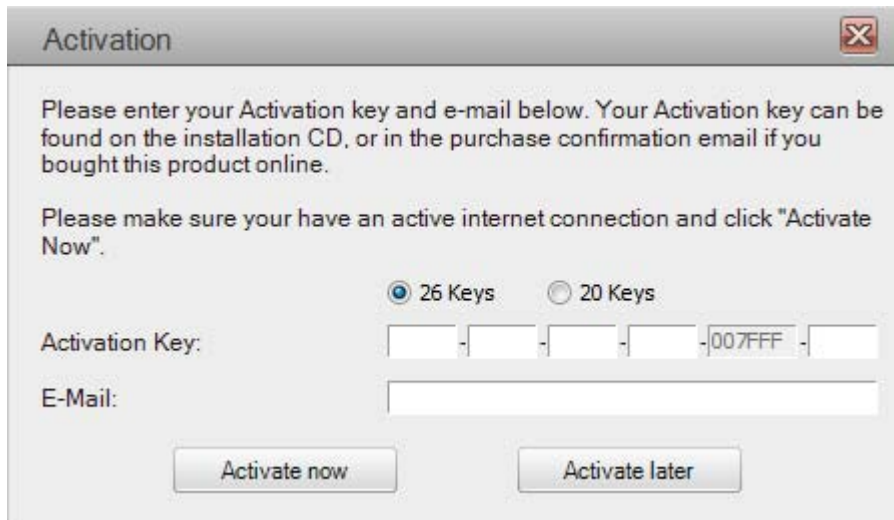 Activation
Please enter your Activation key and e-mail below. Your Activation key can be
found on the installation CD, or in the purchase confirmation email if you
bought this product online.
Please make sure your have an active internet connection and click "Activate
Now".
26 Keys 20 Keys
Activation Key: - - - -007FFF -
E-Mail:
Activate now Activate later